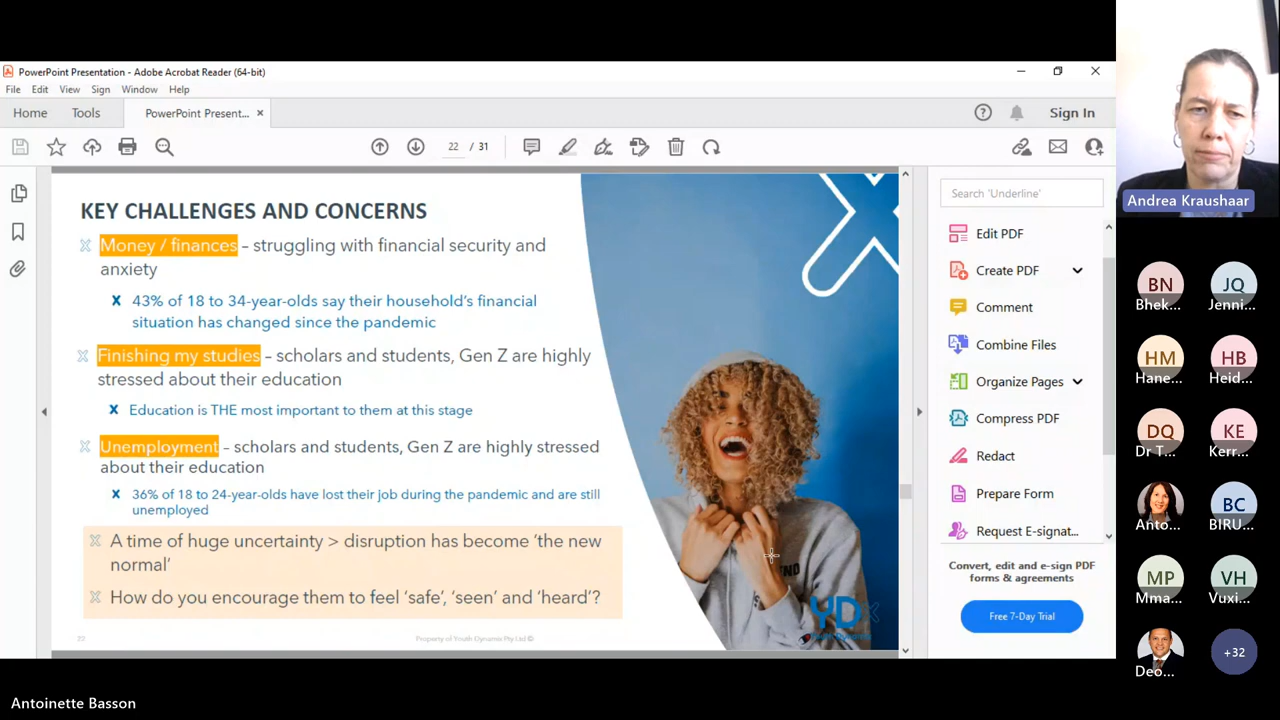 PowerPoint Presentation - Adobe Acrobat Reader (64-bit)
File Edit View Sign Window Help
Home Tools PowerPoint Present... × Sign In
22 / 31
KEY CHALLENGES AND CONCERNS
Money / finances – struggling with financial security and
anxiety
43% of 18 to 34-year-olds say their household's financial
situation has changed since the pandemic
Finishing my studies – scholars and students, Gen Z are highly
stressed about their education
Education is THE most important to them at this stage
Unemployment – scholars and students, Gen Z are highly stressed
about their education
36% of 18 to 24-year-olds have lost their job during the pandemic and are still
unemployed
A time of huge uncertainty > disruption has become 'the new
normal'
How do you encourage them to feel 'safe', 'seen' and 'heard'?
22
Property of Youth Dynamix Pty Ltd ©
YD
Search 'Underline'
Edit PDF
Create PDF
Comment
Combine Files
Organize Pages
Compress PDF
Redact
Prepare Form
Request E-signat...
Convert, edit and e-sign PDF
forms & agreements
Free 7-Day Trial
Andrea Kraushaar
BN JQ
Bhek... Jenni...
HM HB
Hane... Heid...
DQ KE
Dr T... Kerr...
BC
Anto... BIRU...
MP VH
Mma... Vuxi...
+32
Deo...
Antoinette Basson